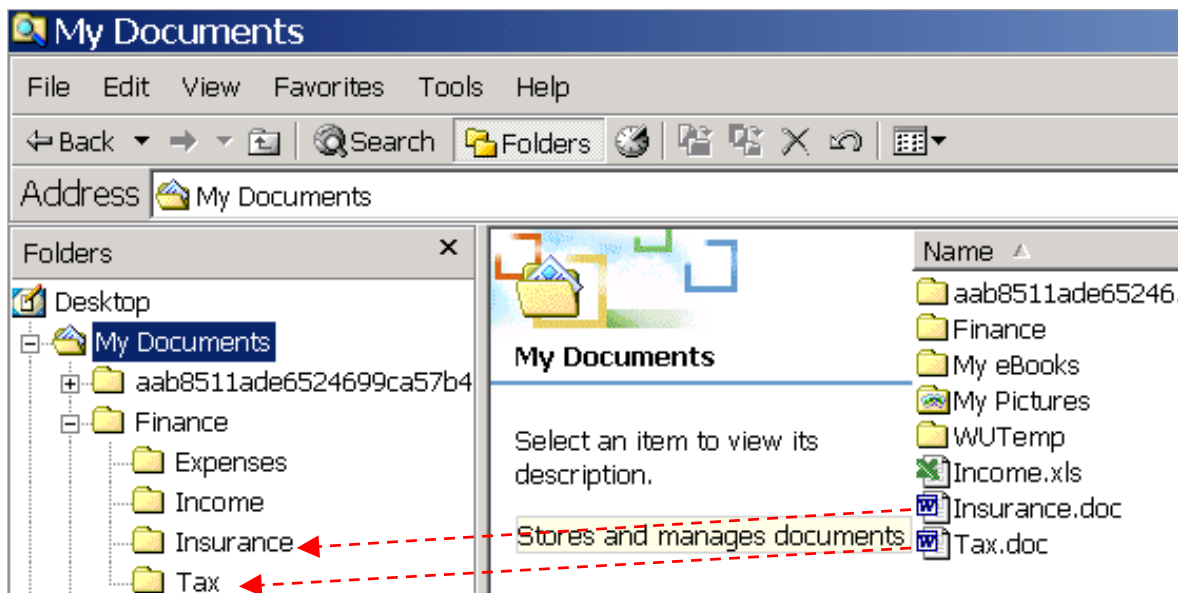 My Documents
File Edit View Favorites Tools Help
Back Search Folders
Address My Documents
Folders x
Desktop
My Documents
aab8511ade6524699ca57b4
Finance
Expenses
Income
Insurance
Tax
My Documents
Select an item to view its
description.
Stores and manages documents
Name
aab8511ade65246.
Finance
My eBooks
My Pictures
WUTemp
Income.xls
Insurance.doc
Tax.doc